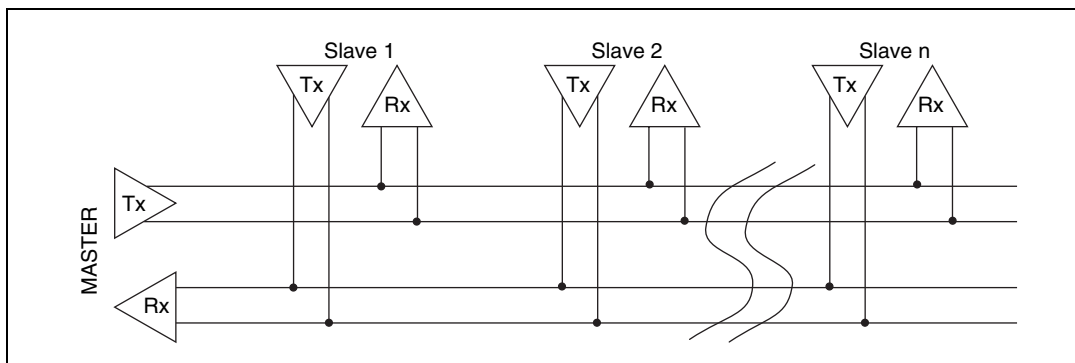 Slave 1 Slave 2 Slave n
Tx Rx Tx Rx Tx Rx
Tx
MASTER
Rx